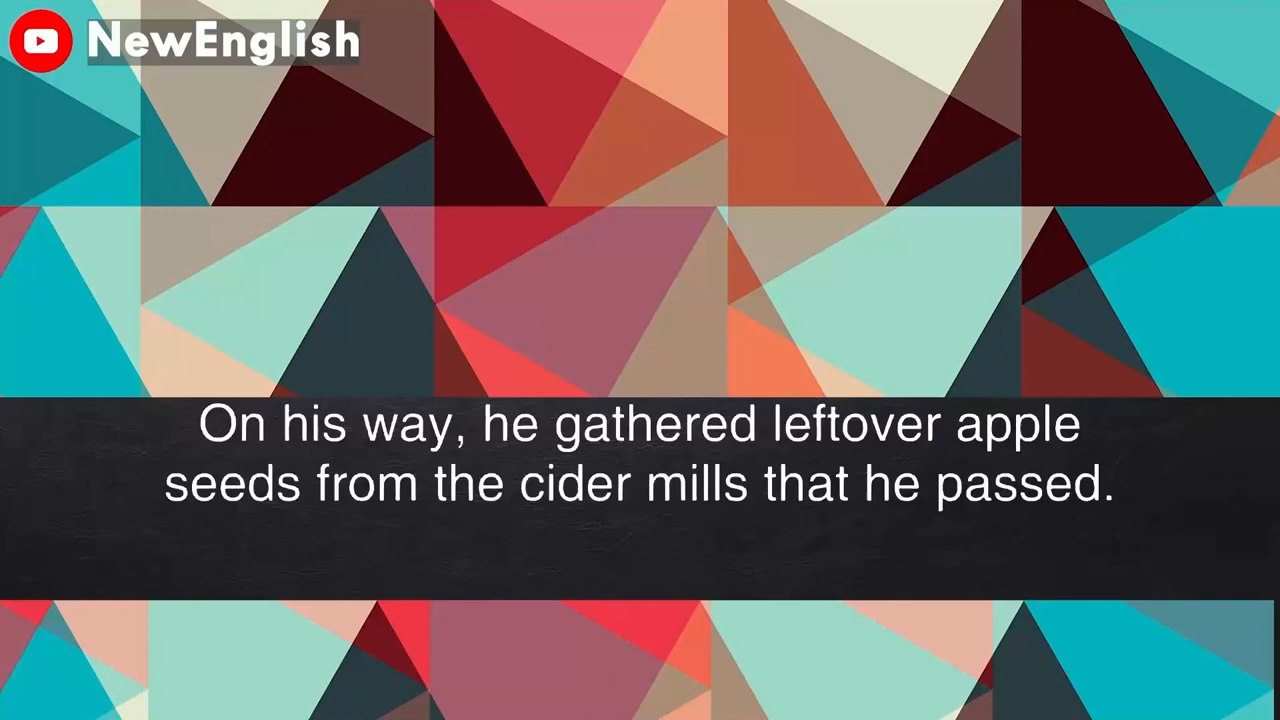 NewEnglish
On his way, he gathered leftover apple
seeds from the cider mills that he passed.